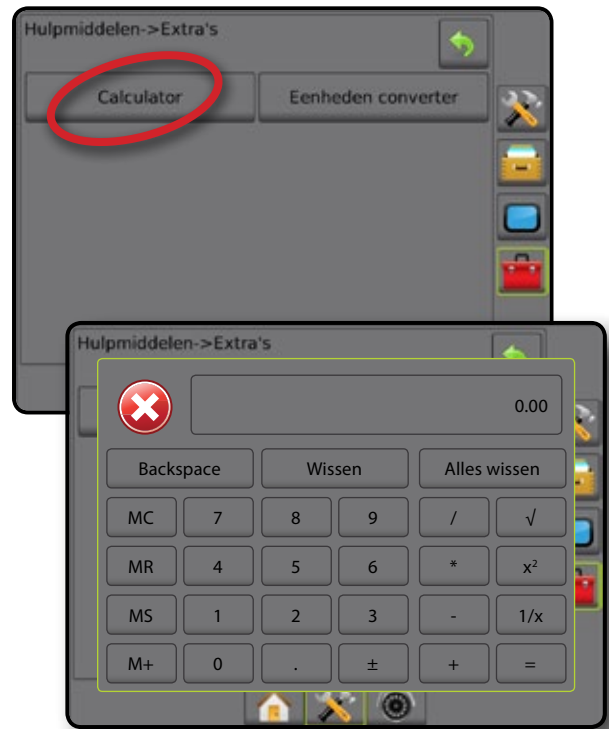 Hulpmiddelen->Extra's
Calculator Eenheden converter
Hulpmiddelen->Extra's
0.00
Backspace Wissen Alles wissen
MC 7 8 9 / √
MR 4 5 6 * x²
MS 1 2 3 - 1/x
M+ 0 . ± + =